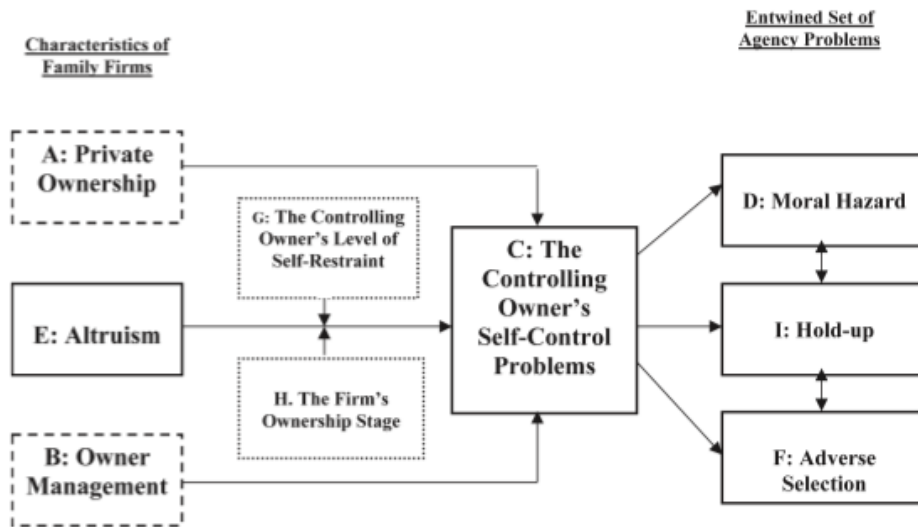 Characteristics of
Family Firms
Entwined Set of
Agency Problems
A: Private
Ownership
G: The Controlling
Owner's Level of
Self-Restraint
E: Altruism
H. The Firm's
Ownership Stage
B: Owner
Management
C: The
Controlling
Owner's
Self-Control
Problems
D: Moral Hazard
I: Hold-up
F: Adverse
Selection